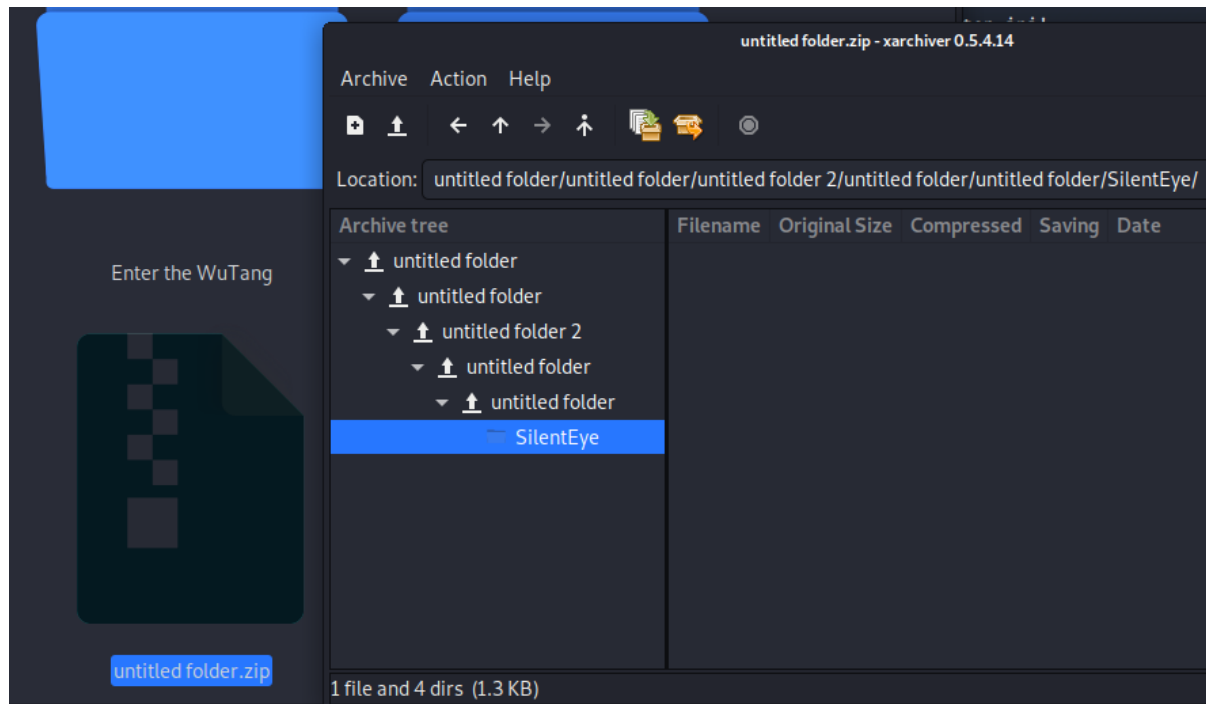 untitled folder.zip - xarchiver 0.5.4.14
Archive Action Help
Location: untitled folder/untitled folder/untitled folder 2/untitled folder/untitled folder/SilentEye/
Archive tree
Filename Original Size Compressed Saving Date
untitled folder
untitled folder
untitled folder 2
untitled folder
untitled folder
SilentEye
1 file and 4 dirs (1.3 KB)
Enter the WuTang
untitled folder.zip